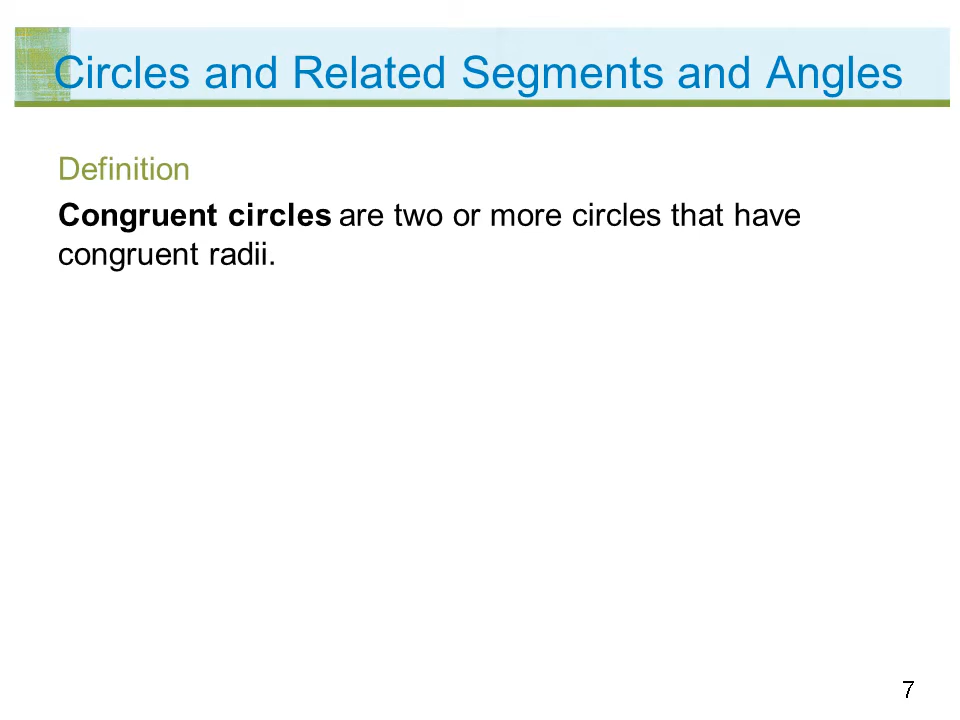 Circles and Related Segments and Angles
Definition
Congruent circles are two or more circles that have
congruent radii.
7